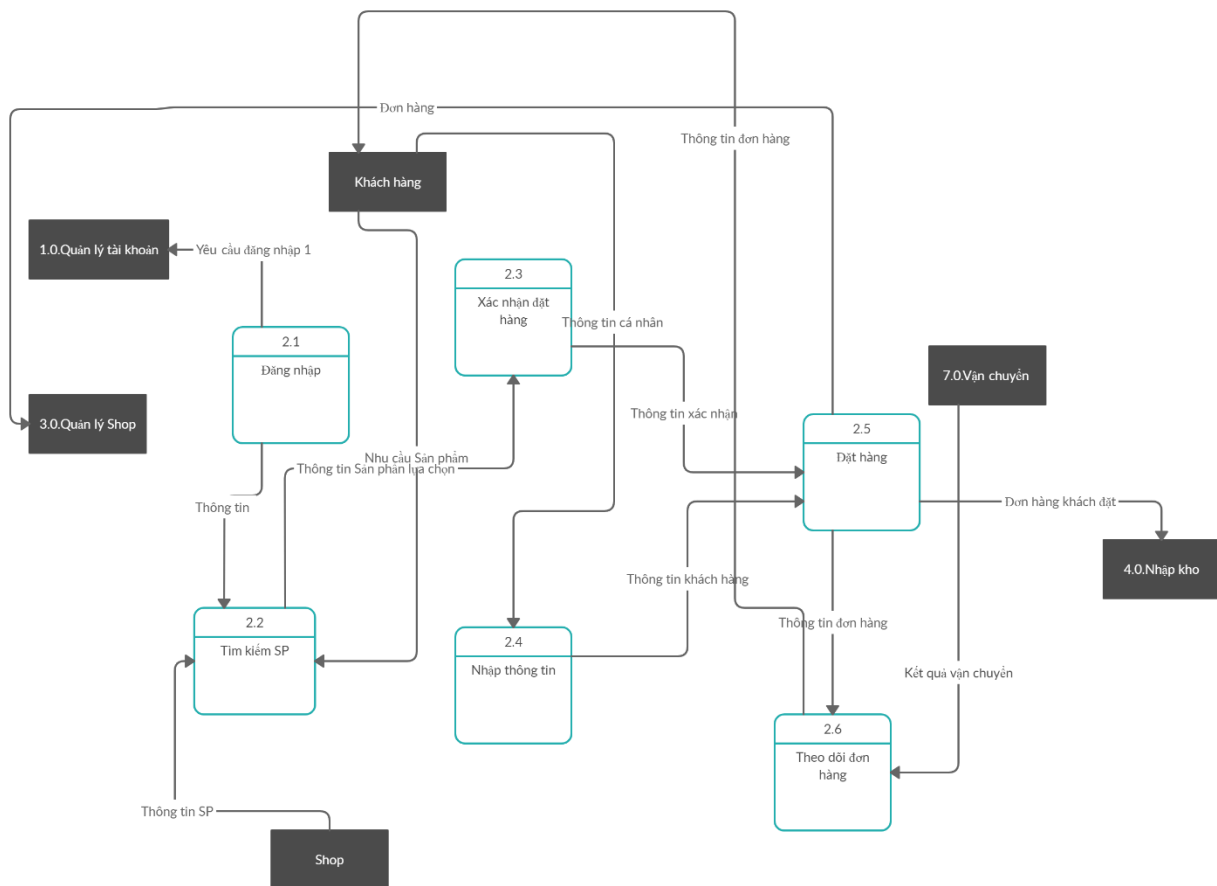 Đơn hàng
Thông tin đơn hàng
Khách hàng
1.0.Quản lý tài khoản
Yêu cầu đăng nhập 1
2.3
Xác nhận đặt
hàng
Thông tin cá nhân
2.1
Đăng nhập
7.0.Vận chuyển
3.0.Quản lý Shop
Thông tin xác nhận
2.5
Đặt hàng
Nhu cầu Sản phẩm
Thông tin Sản phẩn lựa chọn
Thông tin
Đơn hàng khách đặt
4.0.Nhập kho
Thông tin khách hàng
2.2
Tìm kiếm SP
2.4
Nhập thông tin
Thông tin đơn hàng
Kết quả vận chuyển
2.6
Theo dõi đơn
hàng
Thông tin SP
Shop